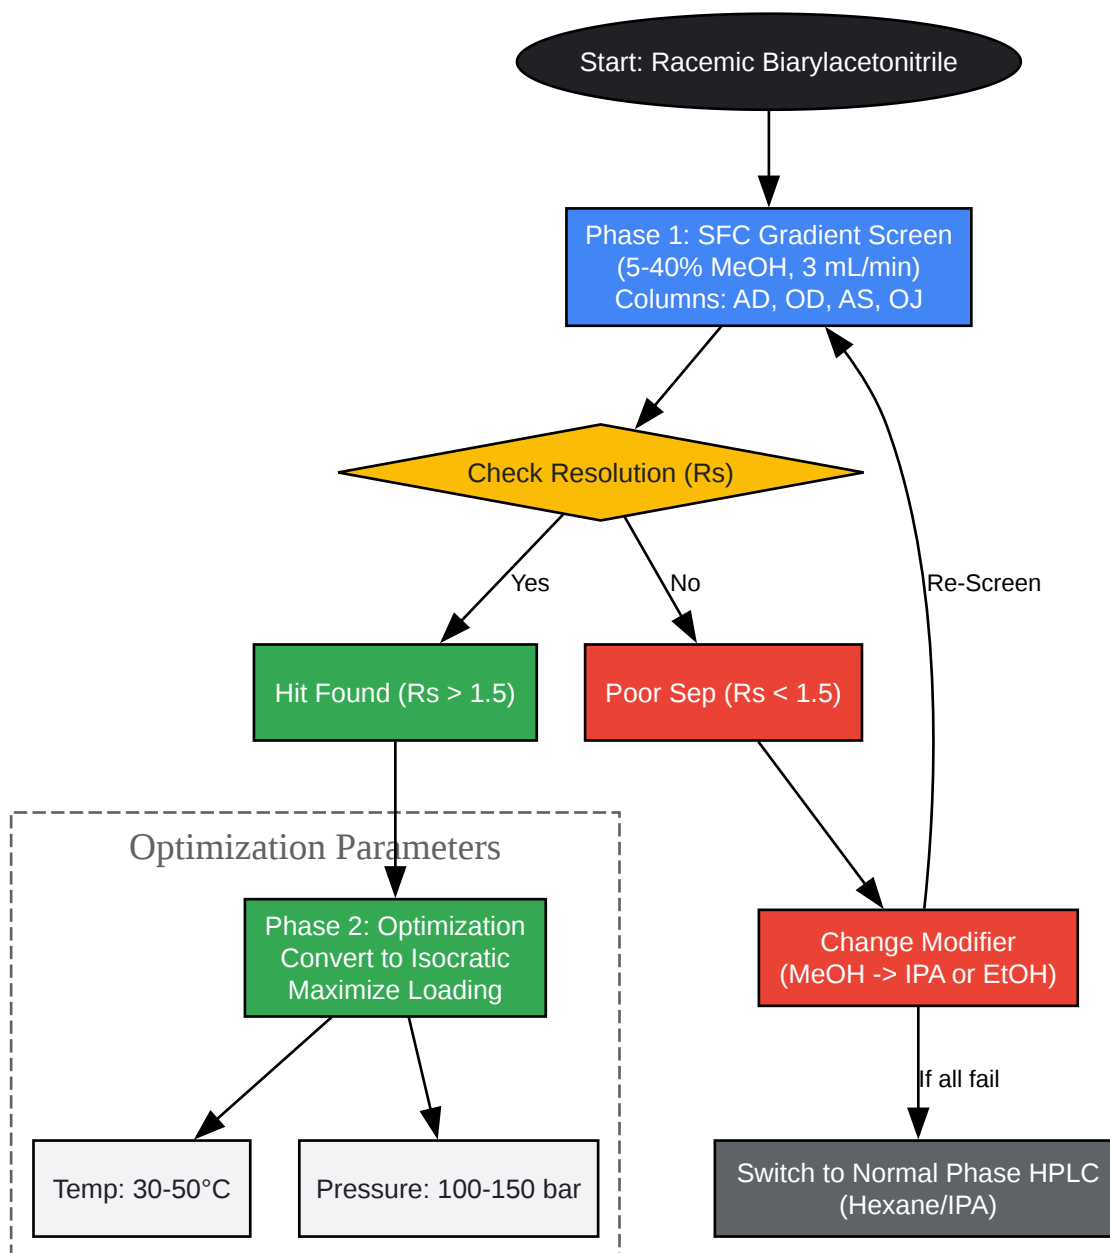 Start: Racemic Biarylacetonitrile
Phase 1: SFC Gradient Screen
(5-40% MeOH, 3 mL/min)
Columns: AD, OD, AS, OJ
Check Resolution (Rs)
Yes
No
Re-Screen
Hit Found (Rs > 1.5)
Poor Sep (Rs < 1.5)
Optimization Parameters
Phase 2: Optimization
Convert to Isocratic
Maximize Loading
Change Modifier
(MeOH -> IPA or EtOH)
If all fail
Temp: 30-50°C
Pressure: 100-150 bar
Switch to Normal Phase HPLC
(Hexane/IPA)